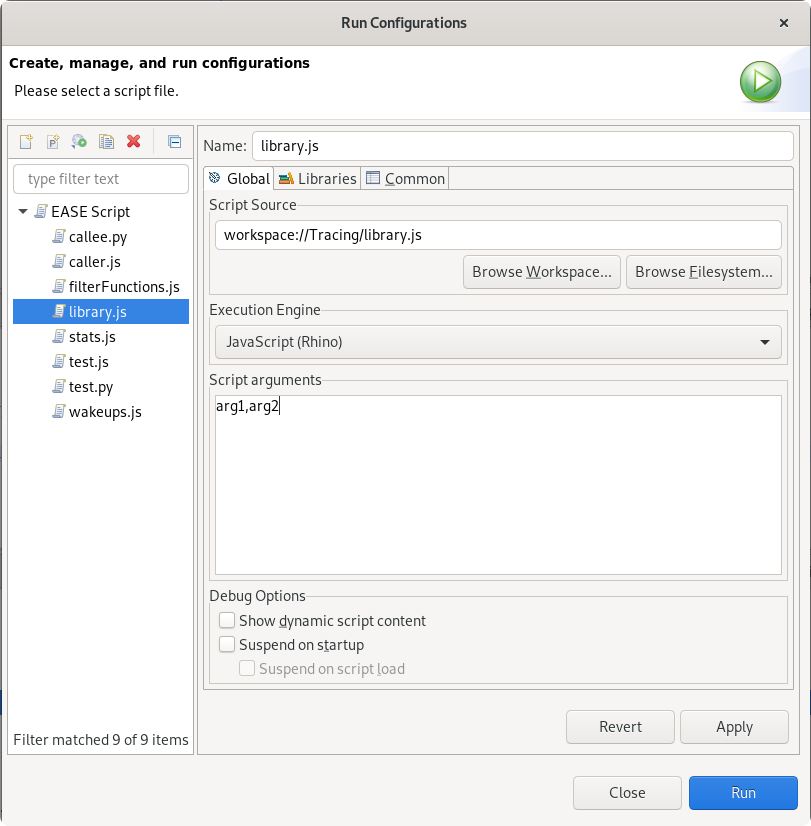 Run Configurations
Create, manage, and run configurations
Please select a script file.
type filter text
EASE Script
callee.py
caller.js
filterFunctions.js
library.js
stats.js
test.js
test.py
wakeups.js
Filter matched 9 of 9 items
Name: library.js
Global Libraries Common
Script Source
workspace://Tracing/library.js
Browse Workspace... Browse Filesystem...
Execution Engine
JavaScript (Rhino)
Script arguments
arg1,arg2
Debug Options
Show dynamic script content
Suspend on startup
Suspend on script load
Revert Apply
Close Run